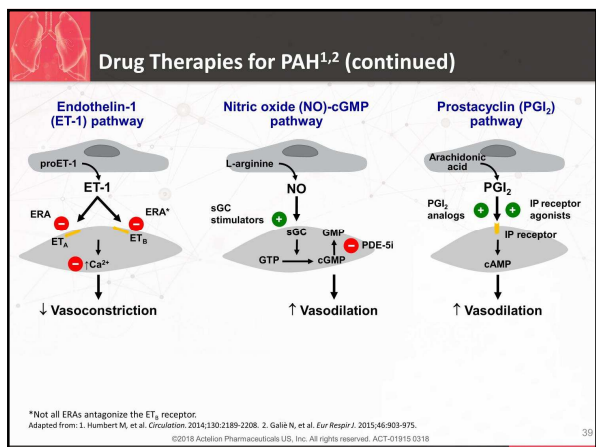 Drug Therapies for PAH¹,² (continued)
Endothelin-1
(ET-1) pathway
proET-1
ET-1
ERA
−
−
ERA*
ETA
ETB
− ↑Ca²⁺
↓ Vasoconstriction
Nitric oxide (NO)-cGMP
pathway
L-arginine
NO
sGC
stimulators
+
sGC
GMP
− PDE-5i
GTP
cGMP
↑ Vasodilation
Prostacyclin (PGI₂)
pathway
Arachidonic
acid
PGI₂
PGI₂
analogs
+
+
IP receptor
agonists
IP receptor
cAMP
↑ Vasodilation
*Not all ERAs antagonize the ETB receptor.
Adapted from: 1. Humbert M, et al. Circulation. 2014;130:2189-2208. 2. Galiè N, et al. Eur Respir J. 2015;46:903-975.
©2018 Actelion Pharmaceuticals US, Inc. All rights reserved. ACT-01915 0318
39